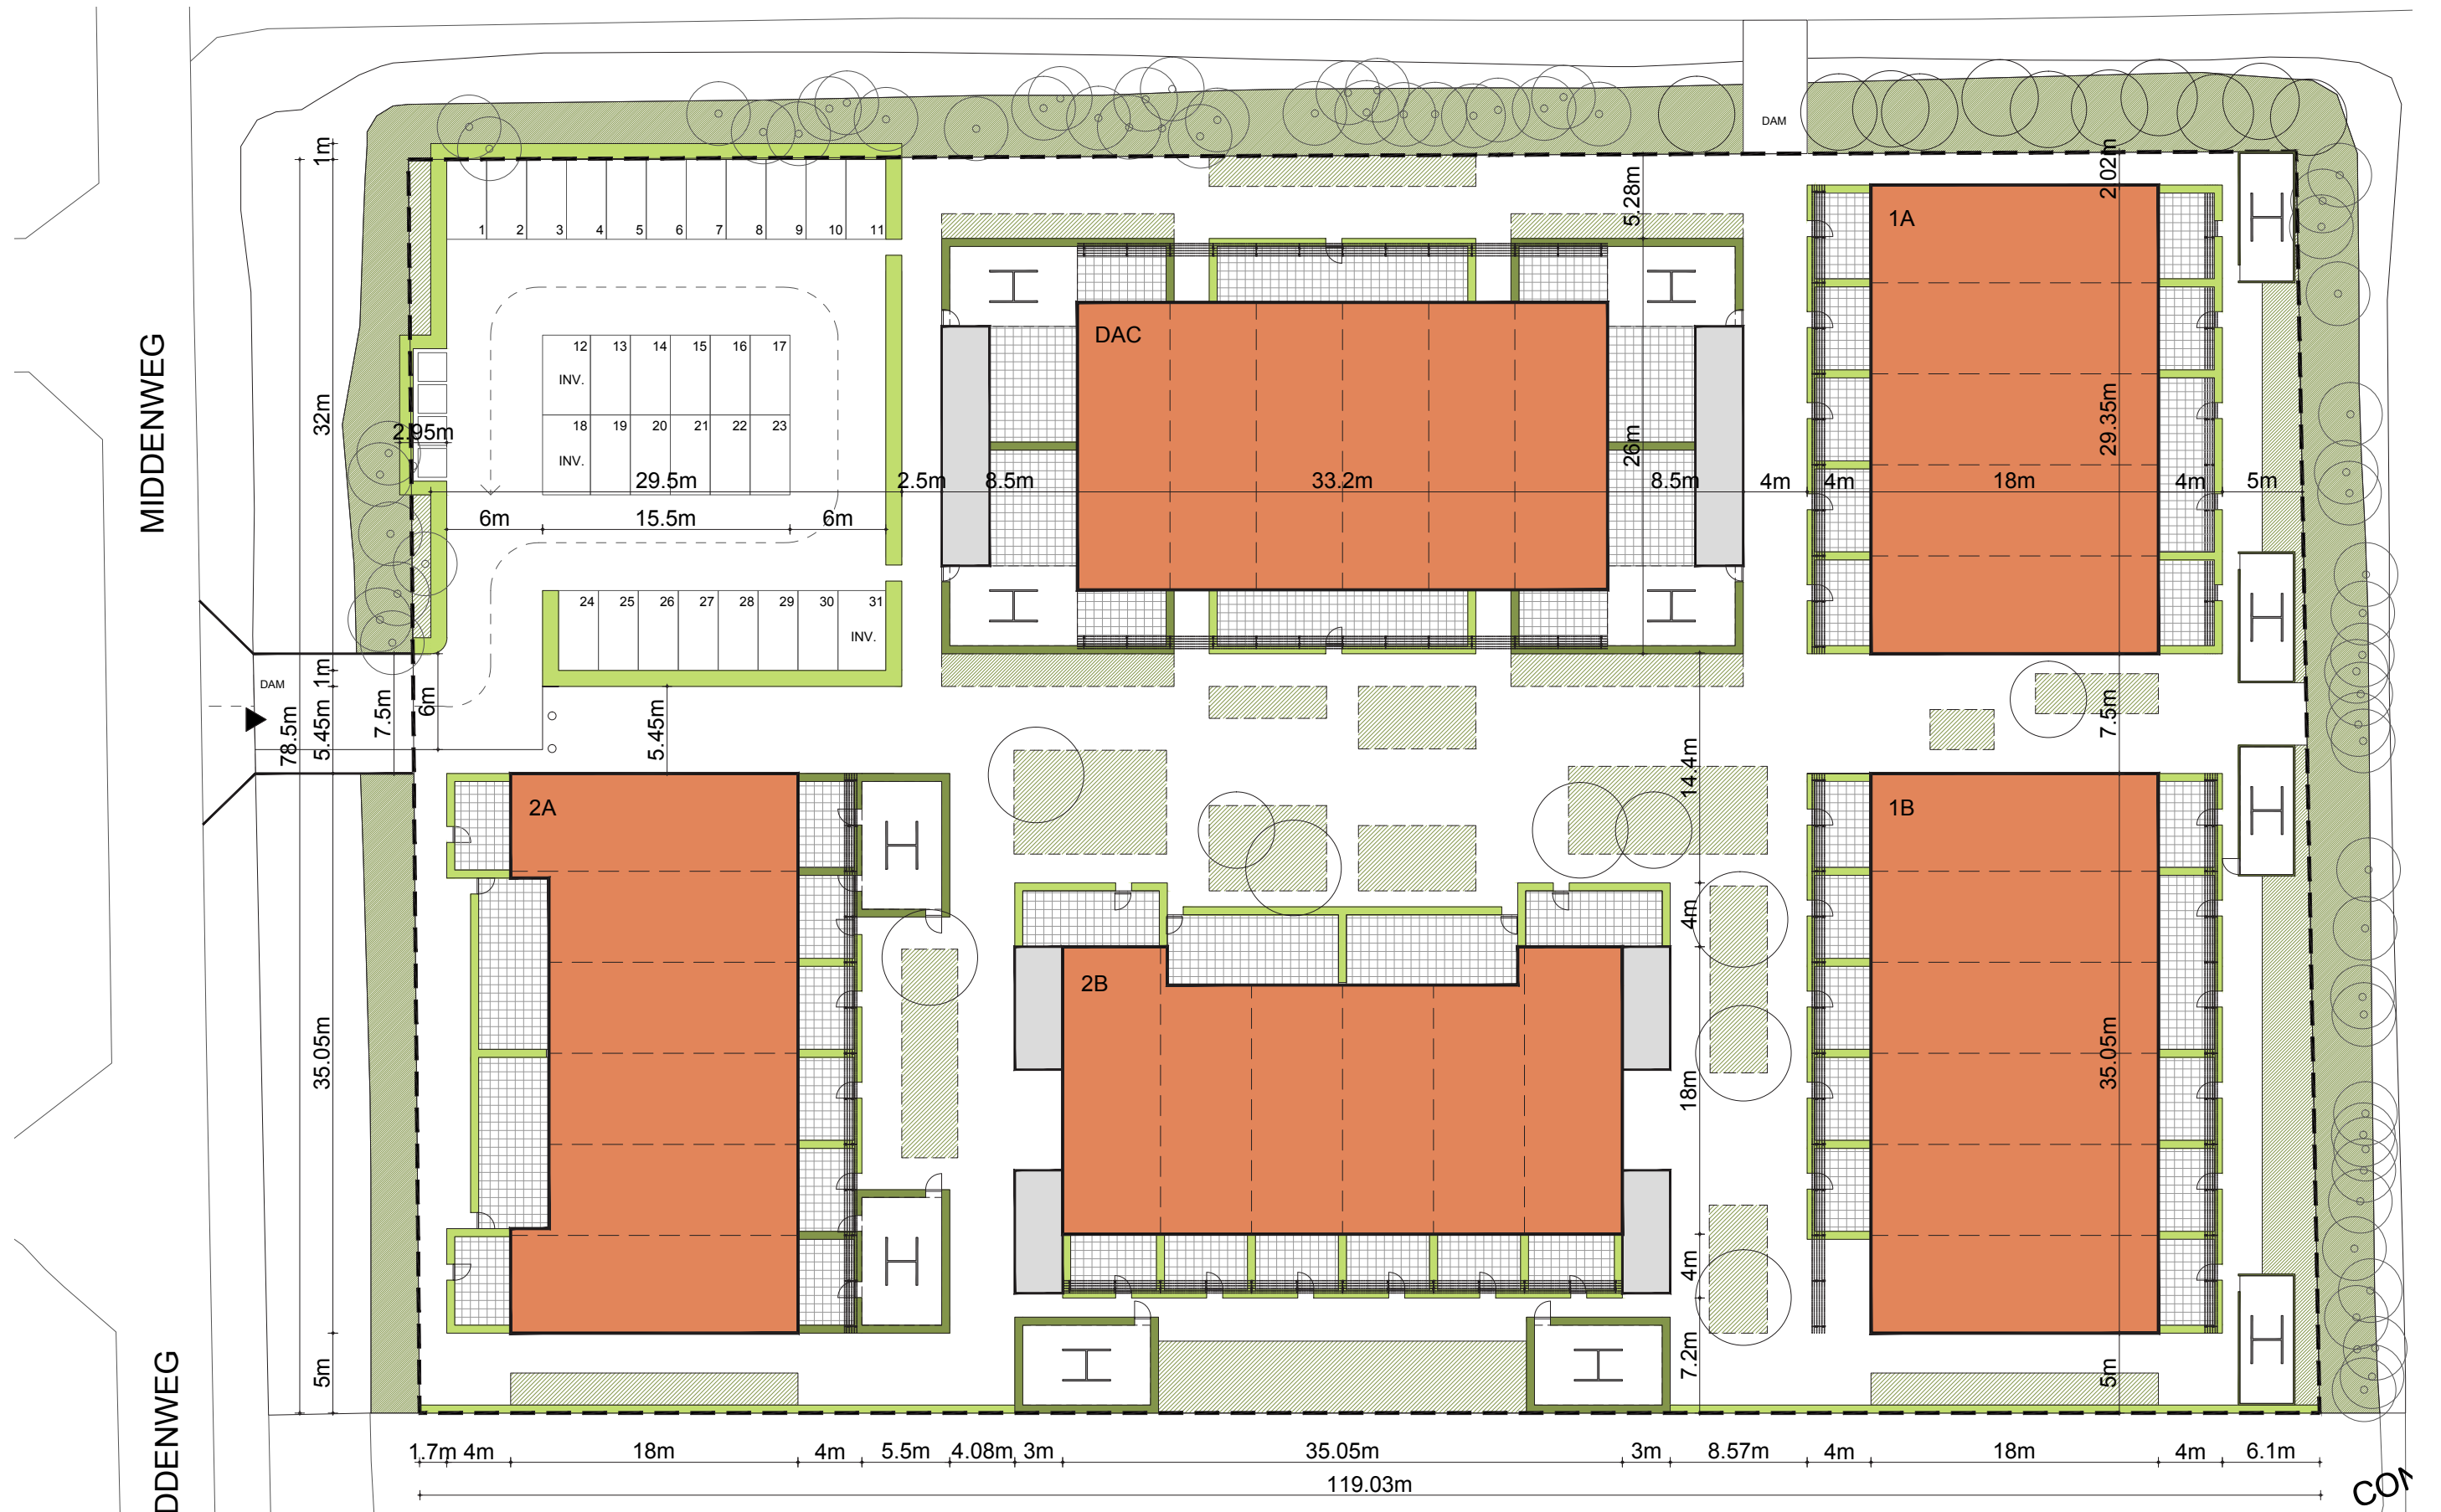 DAM
1m
2.02m
5.28m
1A
1 2 3 4 5 6 7 8 9 10 11
DAC
12 13 14 15 16 17
INV.
18 19 20 21 22 23
INV.
MIDDENWEG
32m
2.95m
26m
29.35m
29.5m 2.5m 8.5m 33.2m 8.5m 4m 4m 18m 4m 5m
6m 15.5m 6m
24 25 26 27 28 29 30 31
INV.
DAM
1m
78.5m
5.45m
7.5m
6m
5.45m
14.4m
7.5m
2A
1B
2B
4m
35.05m
18m
35.05m
4m
5m
7.2m
5m
DDENWEG
1.7m 4m 18m 4m 5.5m 4.08m 3m 35.05m 3m 8.57m 4m 18m 4m 6.1m
119.03m
H
H
H
H
H
H
H
H
H
H
H
H